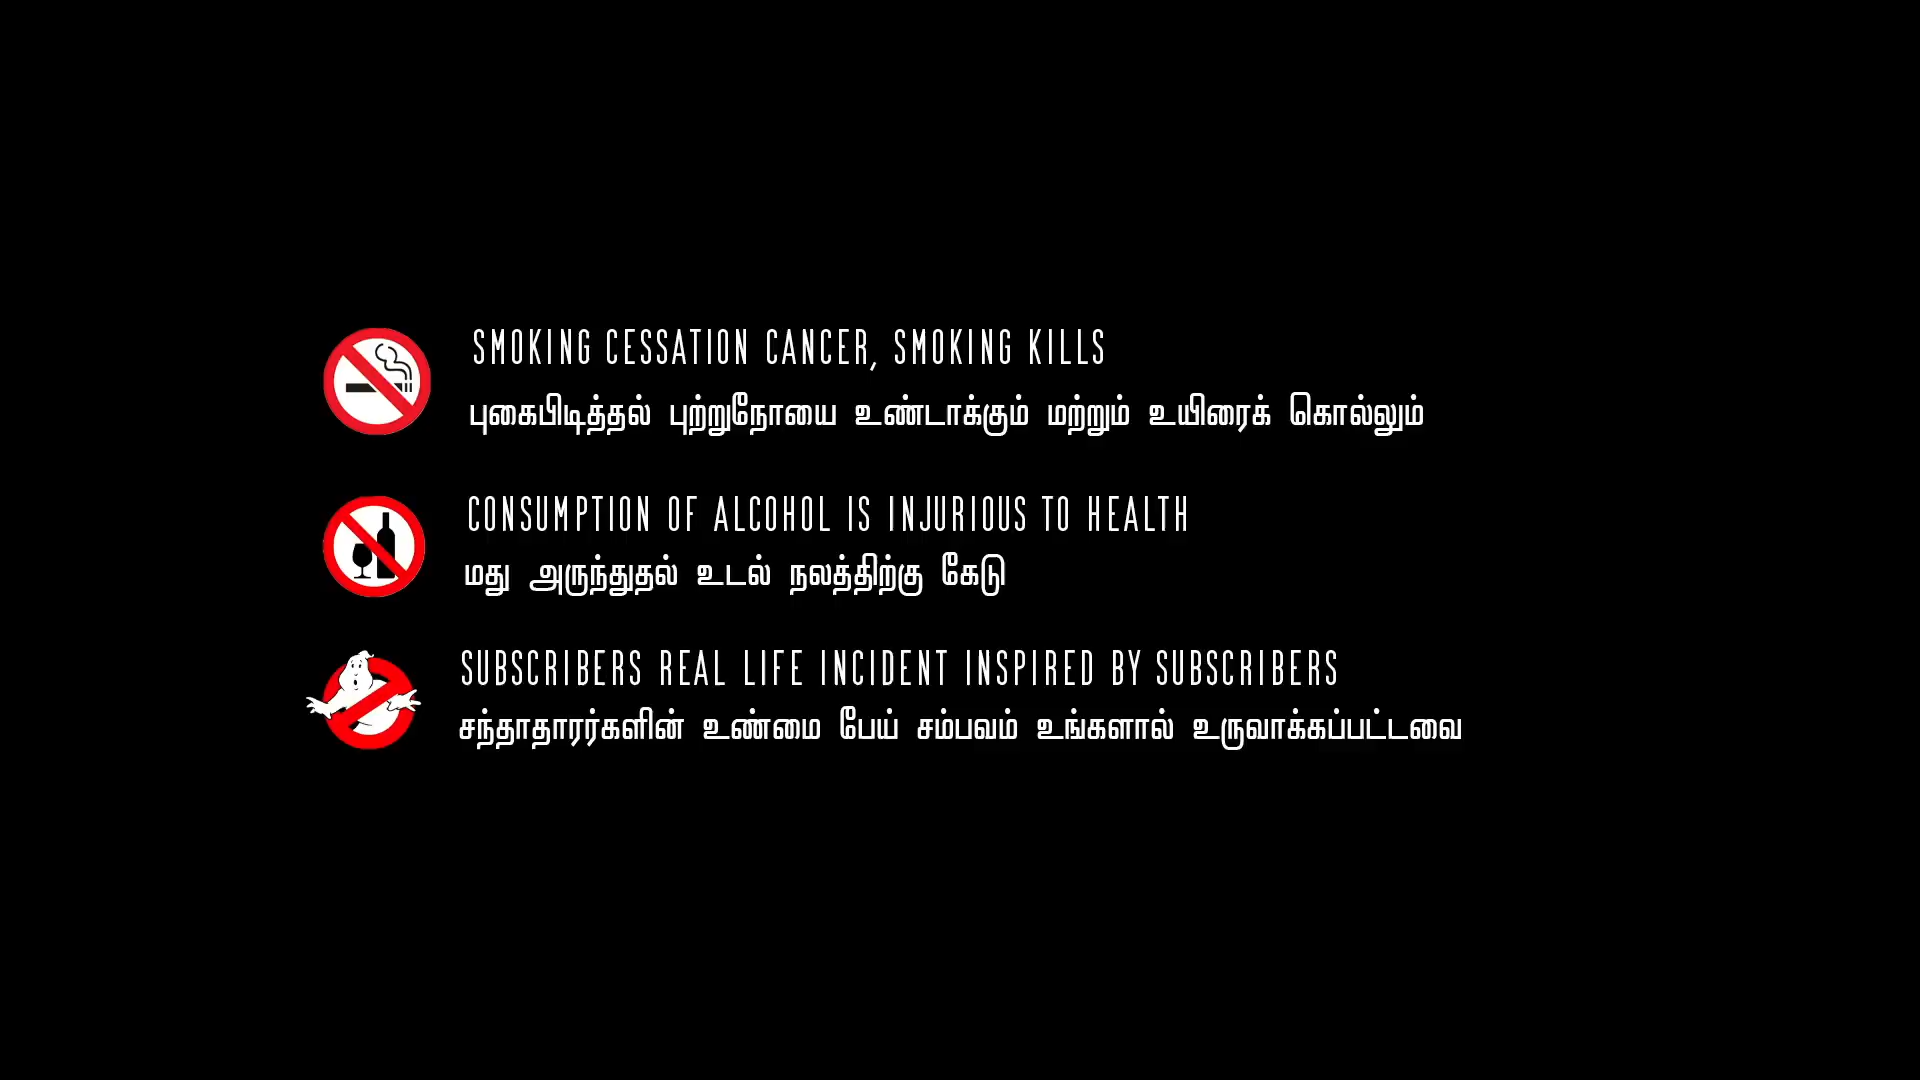 SMOKING CESSATION CANCER, SMOKING KILLS
புகைபிடித்தல் புற்றுநோயை உண்டாக்கும் மற்றும் உயிரைக் கொல்லும்
CONSUMPTION OF ALCOHOL IS INJURIOUS TO HEALTH
மது அருந்துதல் உடல் நலத்திற்கு கேடு
SUBSCRIBERS REAL LIFE INCIDENT INSPIRED BY SUBSCRIBERS
சந்தாதாரர்களின் உண்மை பேய் சம்பவம் உங்களால் உருவாக்கப்பட்டவை